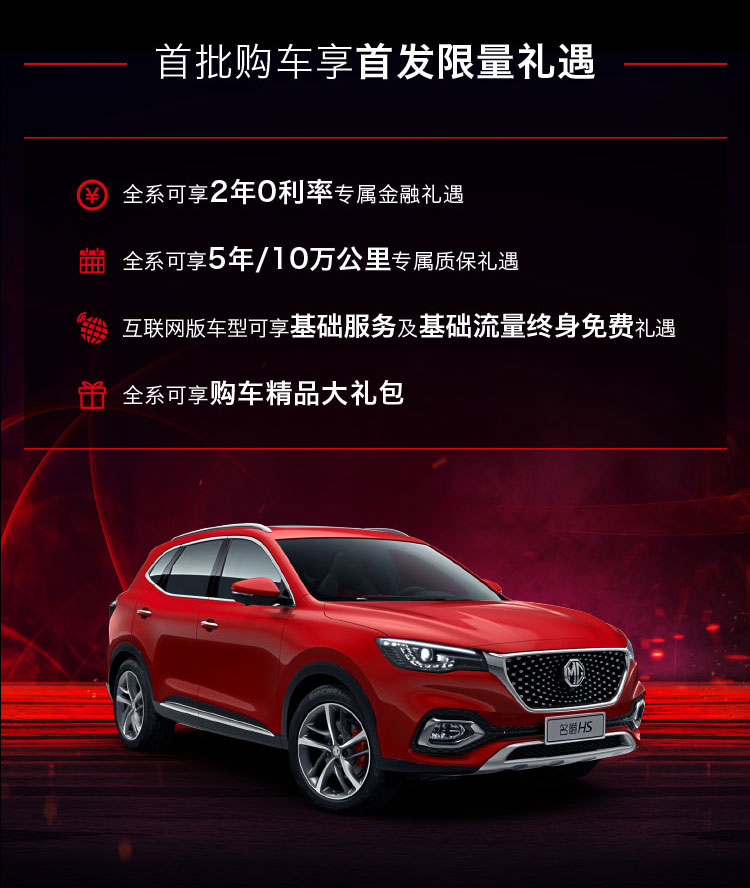 首批购车享首发限量礼遇
全系可享2年0利率专属金融礼遇
全系可享5年/10万公里专属质保礼遇
互联网版车型可享基础服务及基础流量终身免费礼遇
全系可享购车精品大礼包
MG
名爵HS